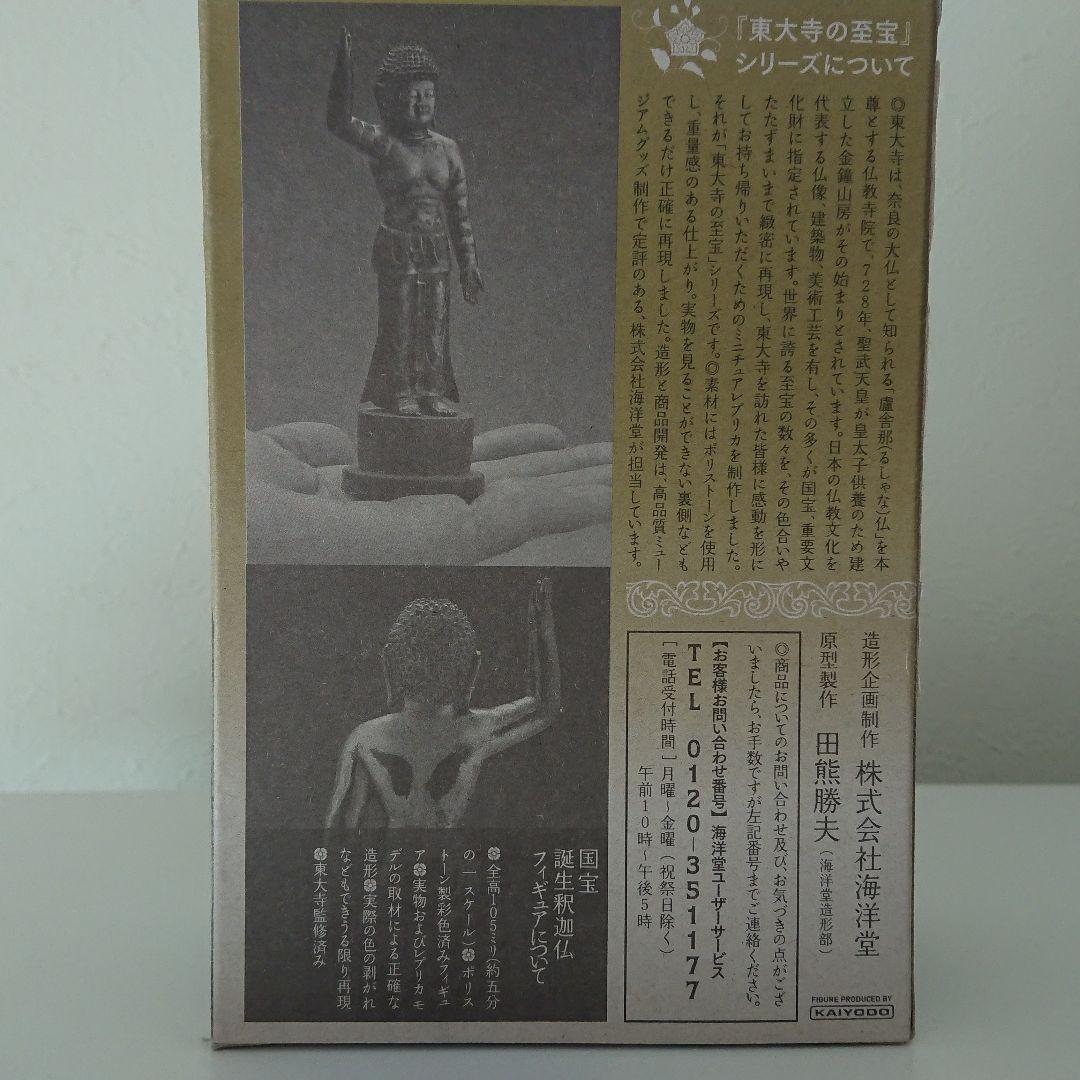 『東大寺の至宝』
シリーズについて
◎東大寺は、奈良の大仏として知られる「盧舎那(るしゃな)仏」を本
尊とする仏教寺院で、728年、聖武天皇が皇太子供養のため建
立した金鐘山房がその始まりとされています。日本の仏教文化を
代表する仏像、建築物、美術工芸を有し、その多くが国宝、重要文
化財に指定されています。世界に誇る至宝の数々を、その色合いや
たたずまいまで緻密に再現し、東大寺を訪れた皆様に感動を形に
してお持ち帰りいただくためのミニチュアレプリカを制作しました。
それが「東大寺の至宝」シリーズです。◎素材にはポリストーンを使用
し、重量感のある仕上がり。実物を見ることができない裏側なども
できるだけ正確に再現しました。造形と商品開発は、高品質ミュー
ジアムグッズ制作で定評のある、株式会社海洋堂が担当しています。
造形企画制作 株式会社海洋堂
原型製作 田熊勝夫(海洋堂造形部)
◎商品についてのお問い合わせ及び、お気づきの点がござ
いましたら、お手数ですが左記番号までご連絡ください。
【お客様お問い合わせ番号】海洋堂ユーザーサービス
TEL 0120-351177
[電話受付時間]月曜〜金曜(祝祭日除く)
午前10時〜午後5時
国宝
誕生釈迦仏
フィギュアについて
❁全高105ミリ(約五分
の一スケール)❁ポリス
トーン製彩色済みフィギュ
ア❁実物およびレプリカモ
デルの取材による正確な
造形❁実際の色の剥がれ
などもできうる限り再現
❁東大寺監修済み
FIGURE PRODUCED BY
KAIYODO